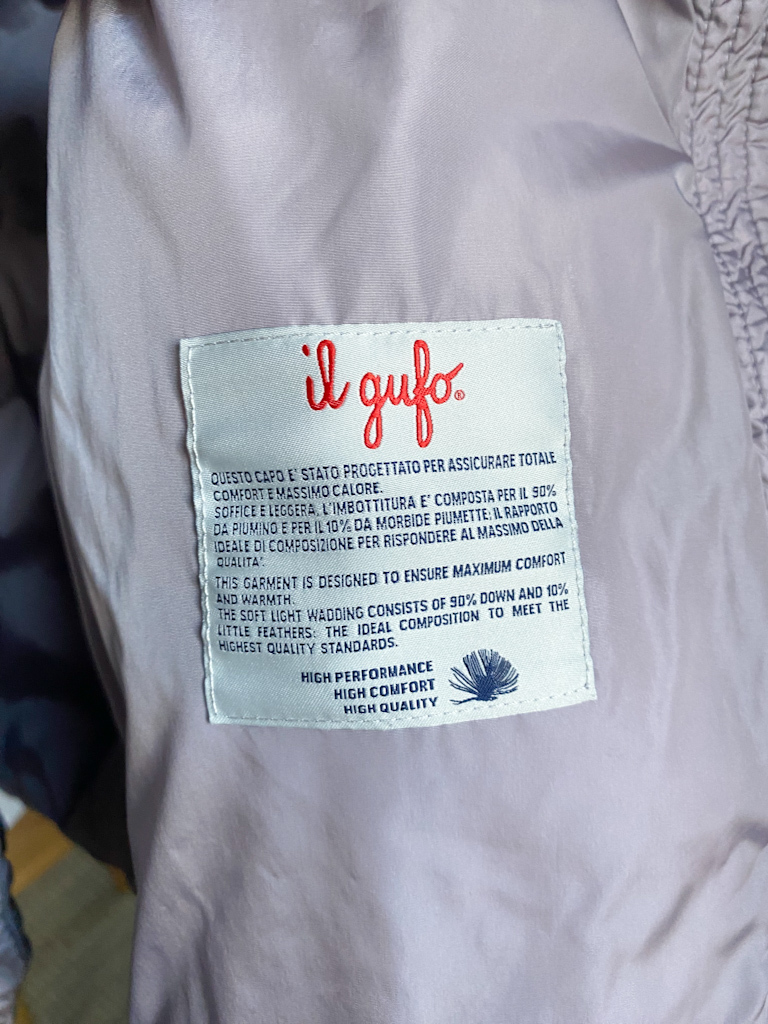 il gufo®
QUESTO CAPO E' STATO PROGETTATO PER ASSICURARE TOTALE
COMFORT E MASSIMO CALORE.
SOFFICE E LEGGERA, L'IMBOTTITURA E' COMPOSTA PER IL 90%
DA PIUMINO E PER IL 10% DA MORBIDE PIUMETTE: IL RAPPORTO
IDEALE DI COMPOSIZIONE PER RISPONDERE AL MASSIMO DELLA
QUALITA'.
THIS GARMENT IS DESIGNED TO ENSURE MAXIMUM COMFORT
AND WARMTH.
THE SOFT LIGHT WADDING CONSISTS OF 90% DOWN AND 10%
LITTLE FEATHERS: THE IDEAL COMPOSITION TO MEET THE
HIGHEST QUALITY STANDARDS.
HIGH PERFORMANCE
HIGH COMFORT
HIGH QUALITY